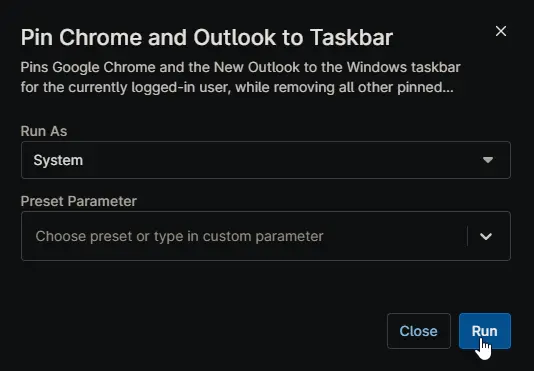 Pin Chrome and Outlook to Taskbar
Pins Google Chrome and the New Outlook to the Windows taskbar
for the currently logged-in user, while removing all other pinned...
Run As
System
Preset Parameter
Choose preset or type in custom parameter
Close
Run